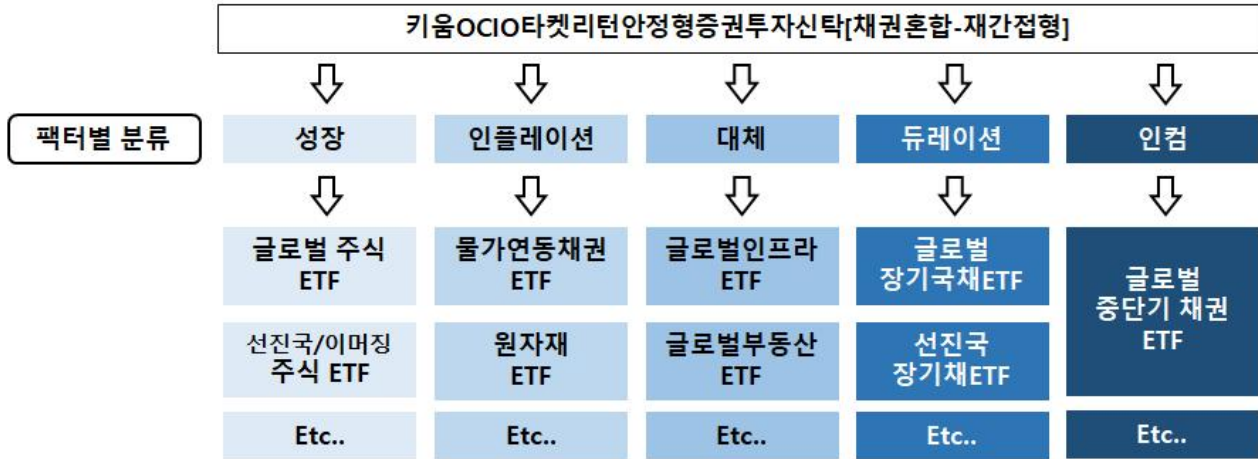 키움OCIO타켓리턴안정형증권투자신탁[채권혼합-재간접형]
팩터별 분류
성장
인플레이션
대체
듀레이션
인컴
글로벌 주식
ETF
물가연동채권
ETF
글로벌인프라
ETF
글로벌
장기국채ETF
글로벌
중단기 채권
ETF
선진국/이머징
주식 ETF
원자재
ETF
글로벌부동산
ETF
선진국
장기채ETF
Etc..
Etc..
Etc..
Etc..
Etc..